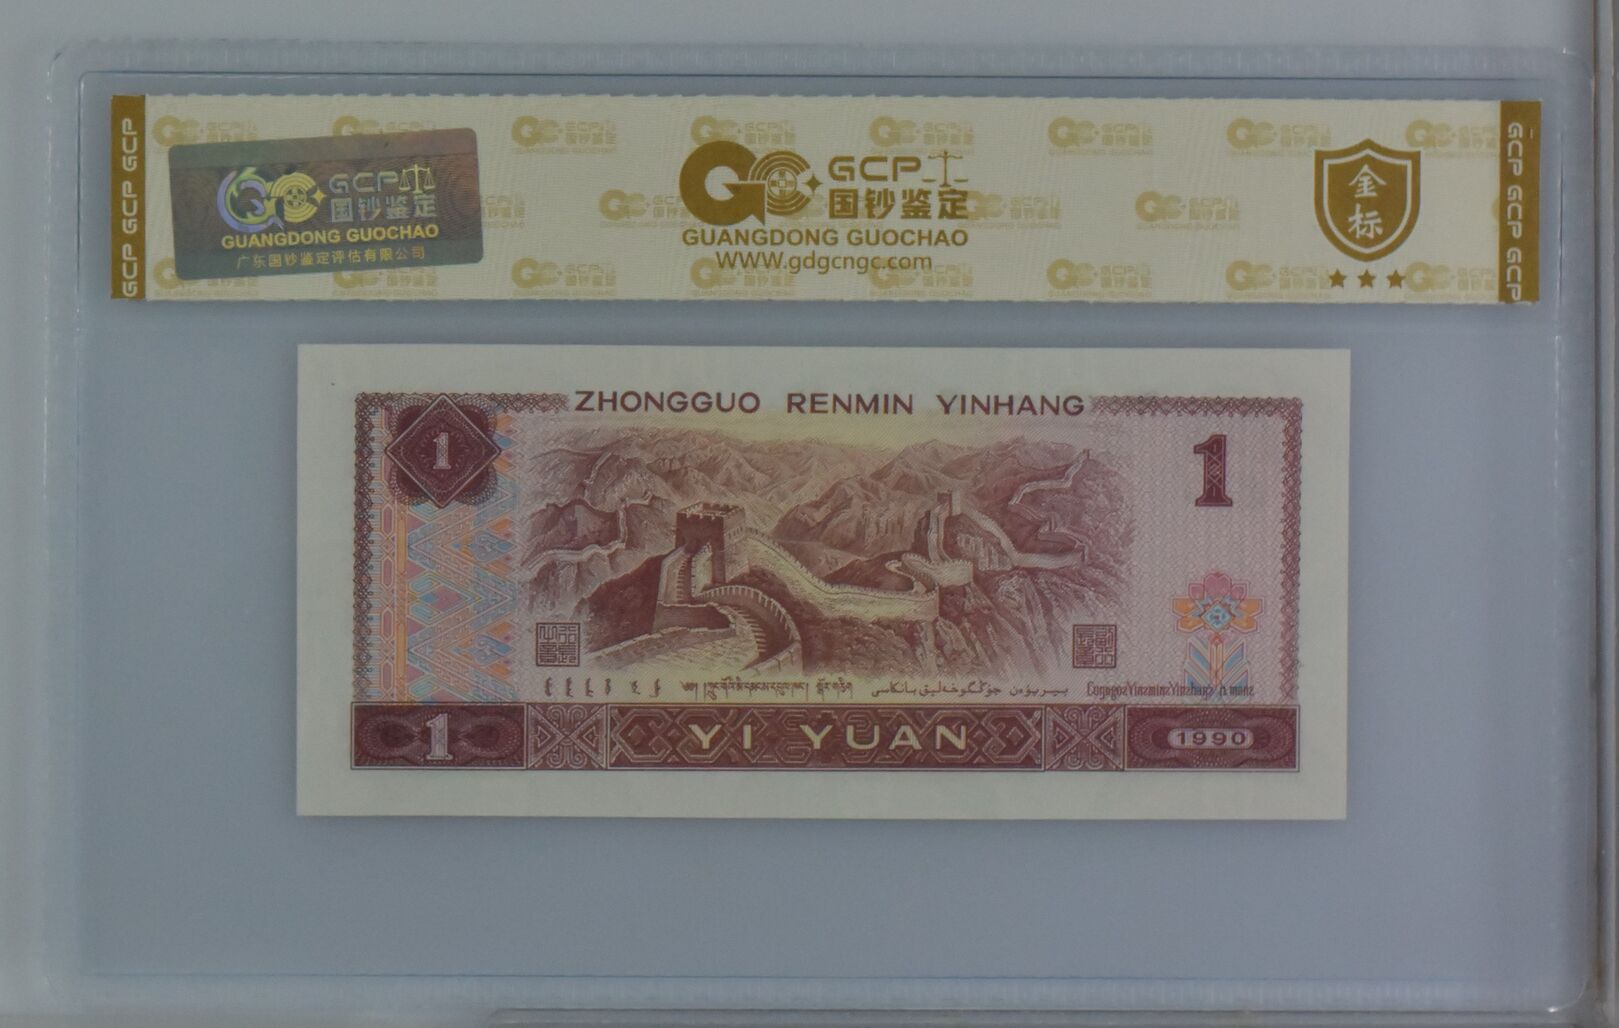 GCP GCP GCP
GCP
国钞鉴定
GUANGDONG GUOCHAO
广东国钞鉴定评估有限公司
GCP
国钞鉴定
GUANGDONG GUOCHAO
www.gdgcngc.com
金标
GCP GCP GCP
ZHONGGUO RENMIN YINHANG
1
1
1
YI YUAN
1990